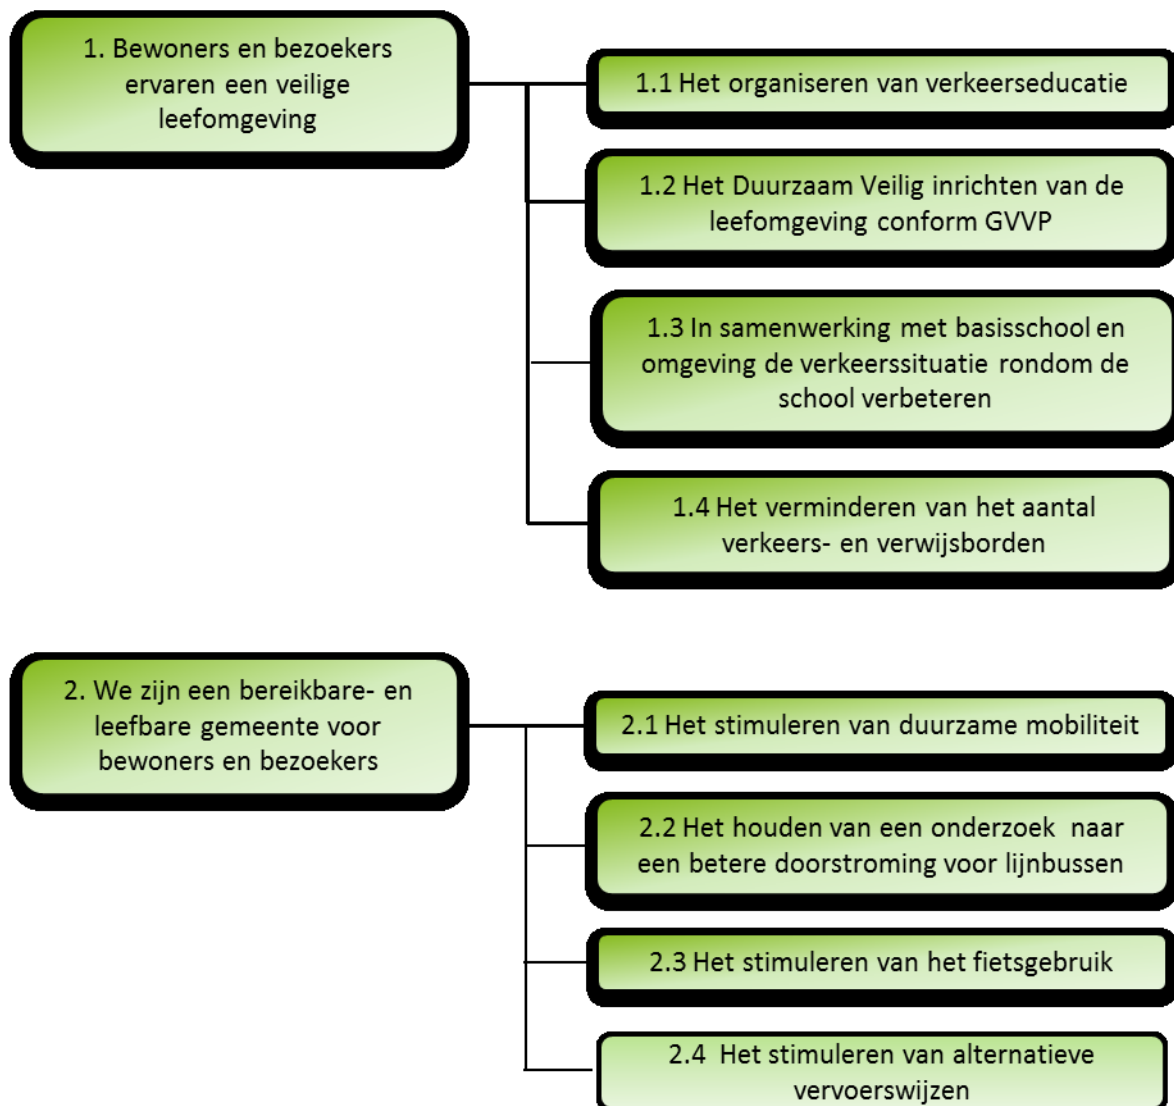 1. Bewoners en bezoekers
ervaren een veilige
leefomgeving
1.1 Het organiseren van verkeerseducatie
1.2 Het Duurzaam Veilig inrichten van de
leefomgeving conform GVVP
1.3 In samenwerking met basisschool en
omgeving de verkeerssituatie rondom de
school verbeteren
1.4 Het verminderen van het aantal
verkeers- en verwijsborden
2. We zijn een bereikbare- en
leefbare gemeente voor
bewoners en bezoekers
2.1 Het stimuleren van duurzame mobiliteit
2.2 Het houden van een onderzoek naar
een betere doorstroming voor lijnbussen
2.3 Het stimuleren van het fietsgebruik
2.4 Het stimuleren van alternatieve
vervoerswijzen